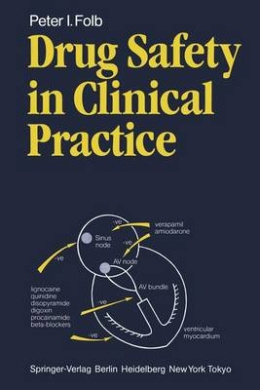 Peter I. Folb
Drug Safety
in Clinical
Practice
-ve
verapamil
amiodarone
Sinus
node
-ve
-ve
AV node
-ve
AV bundle
lignocaine
quinidine
disopyramide
digoxin
procainamide
beta-blockers
-ve
ventricular
myocardium
Springer-Verlag Berlin Heidelberg New York Tokyo